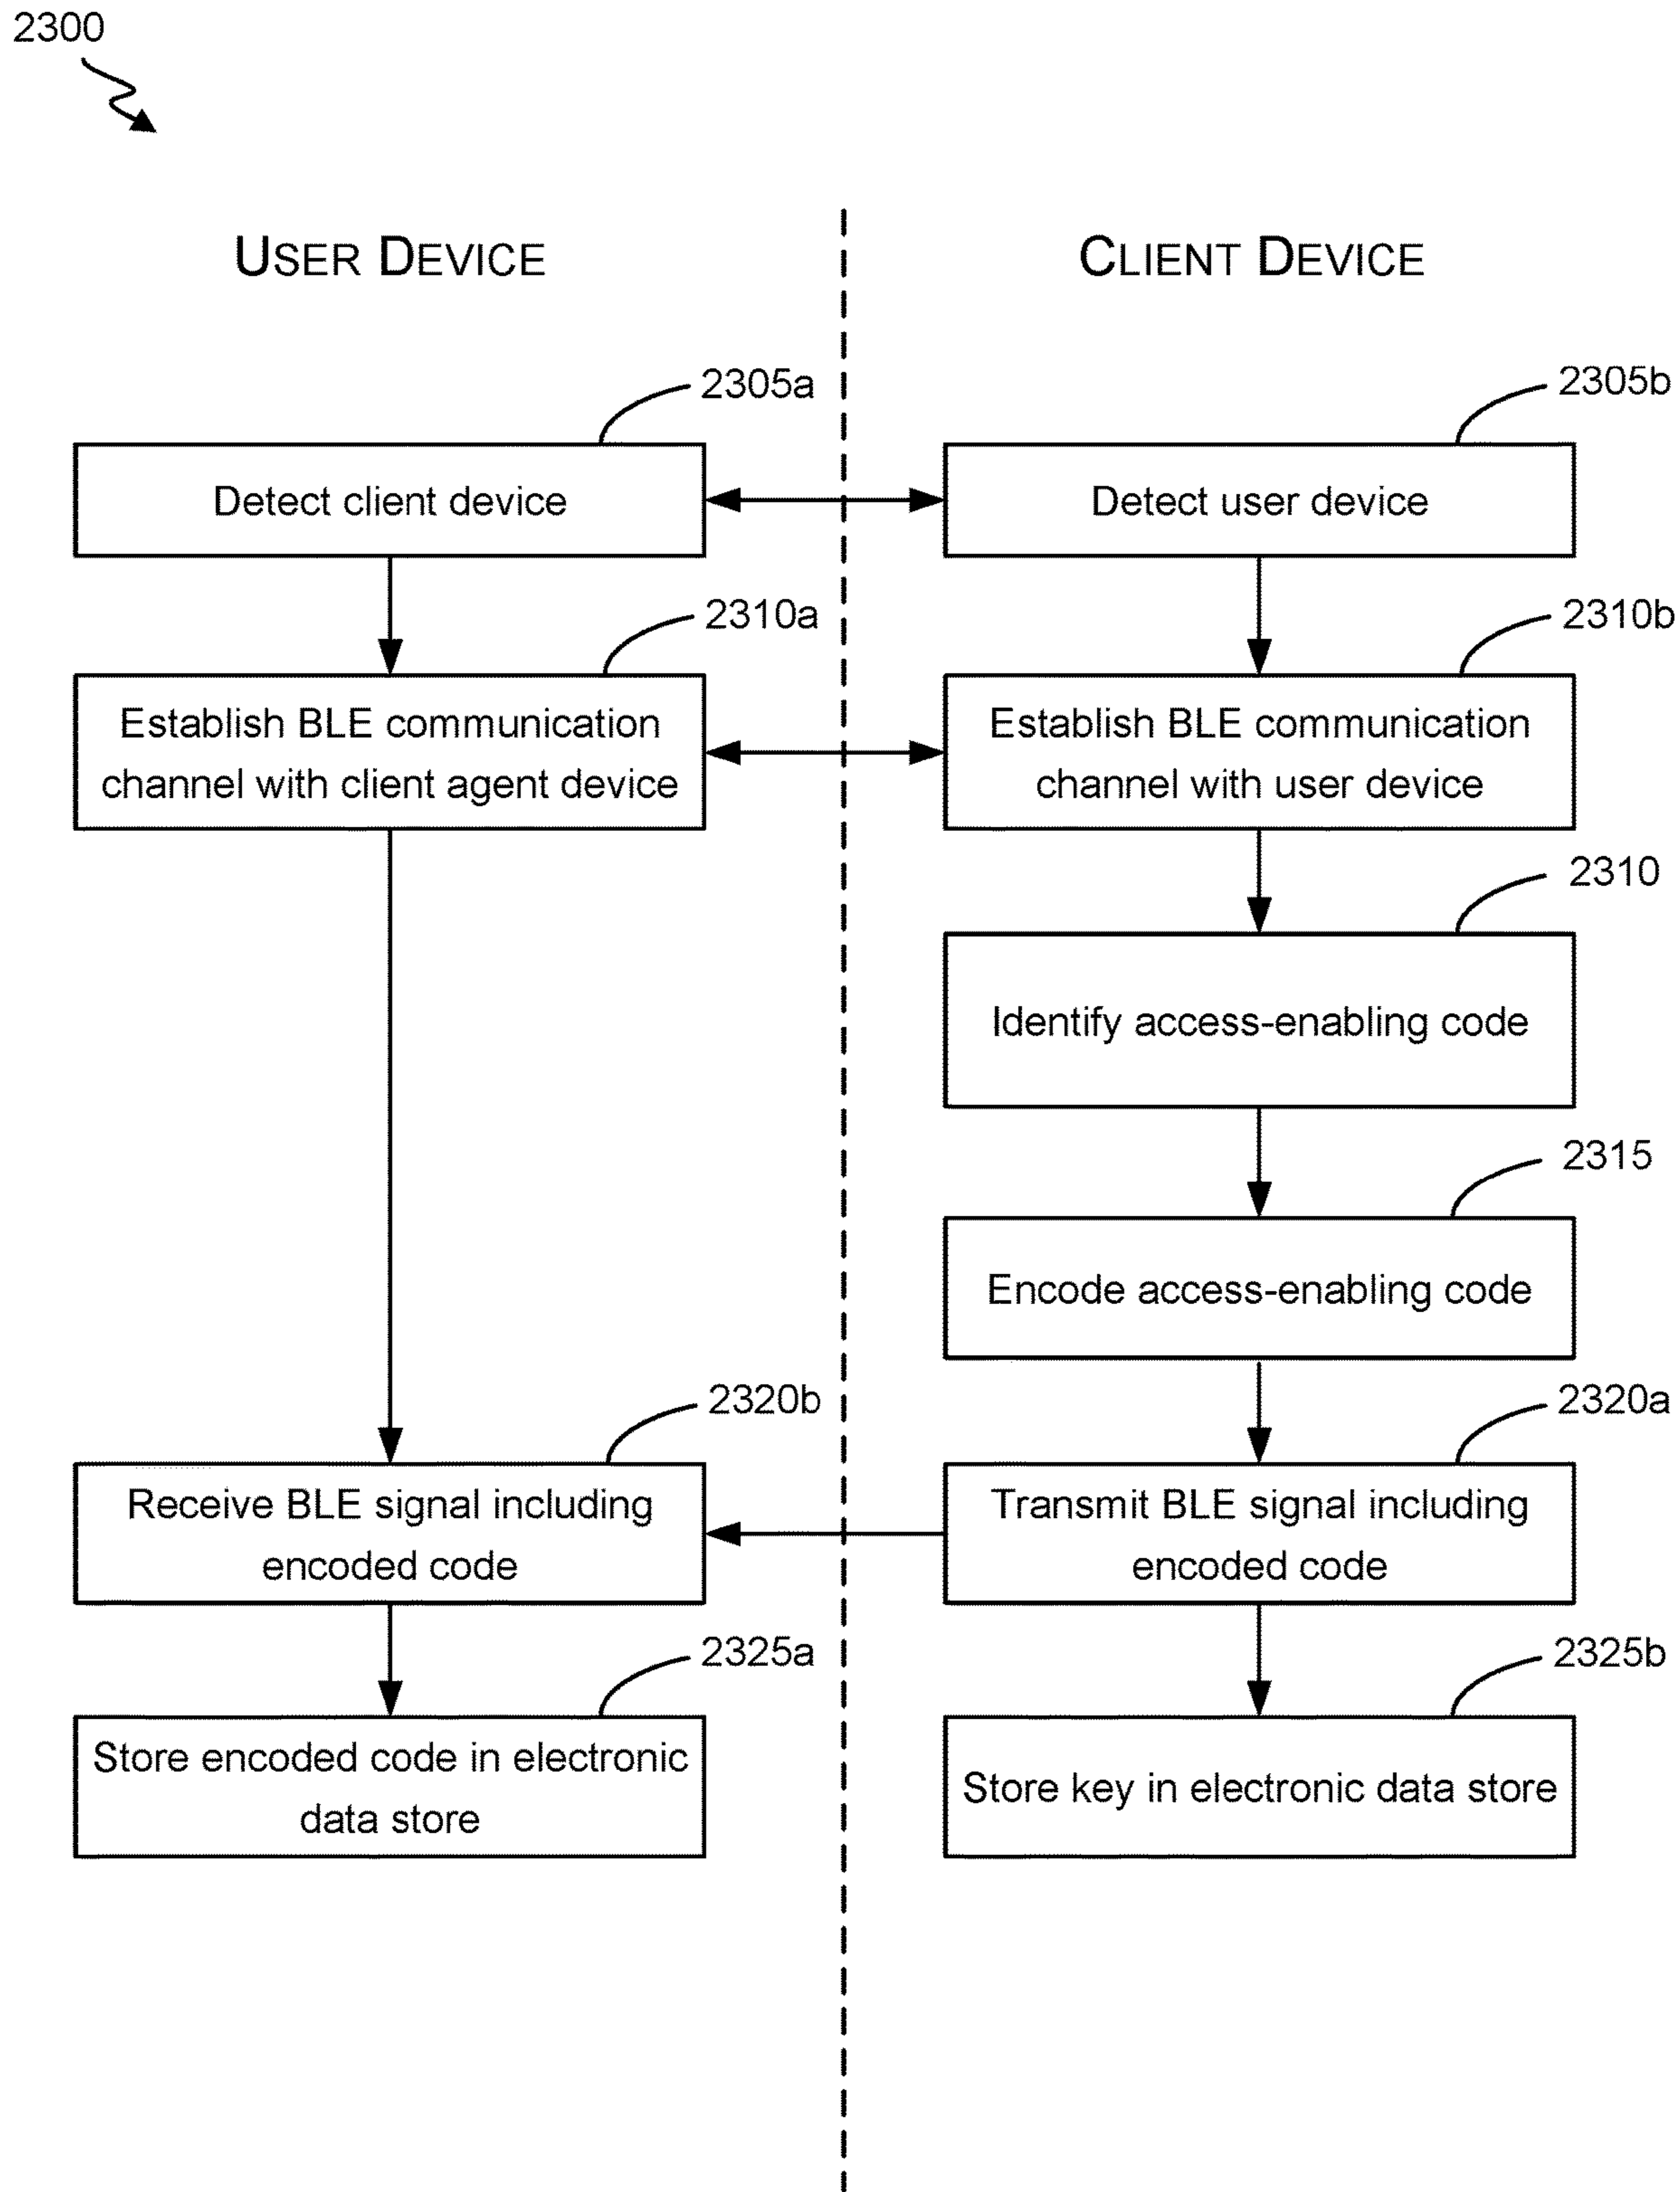 2300
USER DEVICE
CLIENT DEVICE
2305a
2305b
Detect client device
Detect user device
2310a
2310b
Establish BLE communication
channel with client agent device
Establish BLE communication
channel with user device
2310
Identify access-enabling code
2315
Encode access-enabling code
2320b
2320a
Receive BLE signal including
encoded code
Transmit BLE signal including
encoded code
2325a
2325b
Store encoded code in electronic
data store
Store key in electronic data store